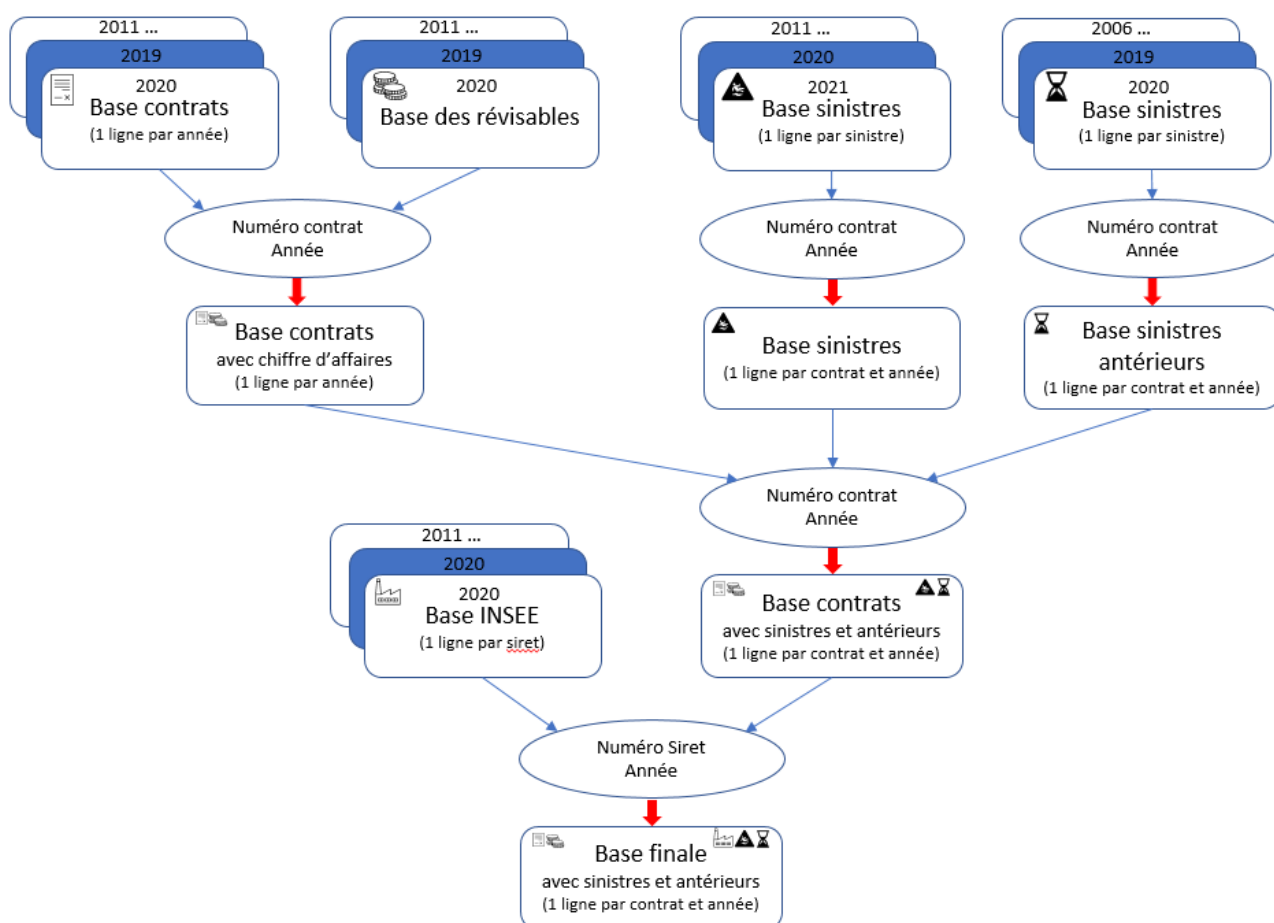 2011 ...
2019
2020
Base contrats
(1 ligne par année)
2011 ...
2019
2020
Base des révisables
2011 ...
2020
2021
Base sinistres
(1 ligne par sinistre)
2006 ...
2019
2020
Base sinistres
(1 ligne par sinistre)
Numéro contrat
Année
Numéro contrat
Année
Numéro contrat
Année
Base contrats
avec chiffre d'affaires
(1 ligne par année)
Base sinistres
(1 ligne par contrat et année)
Base sinistres
antérieurs
(1 ligne par contrat et année)
Numéro contrat
Année
2011 ...
2020
2020
Base INSEE
(1 ligne par siret)
Base contrats
avec sinistres et antérieurs
(1 ligne par contrat et année)
Numéro Siret
Année
Base finale
avec sinistres et antérieurs
(1 ligne par contrat et année)